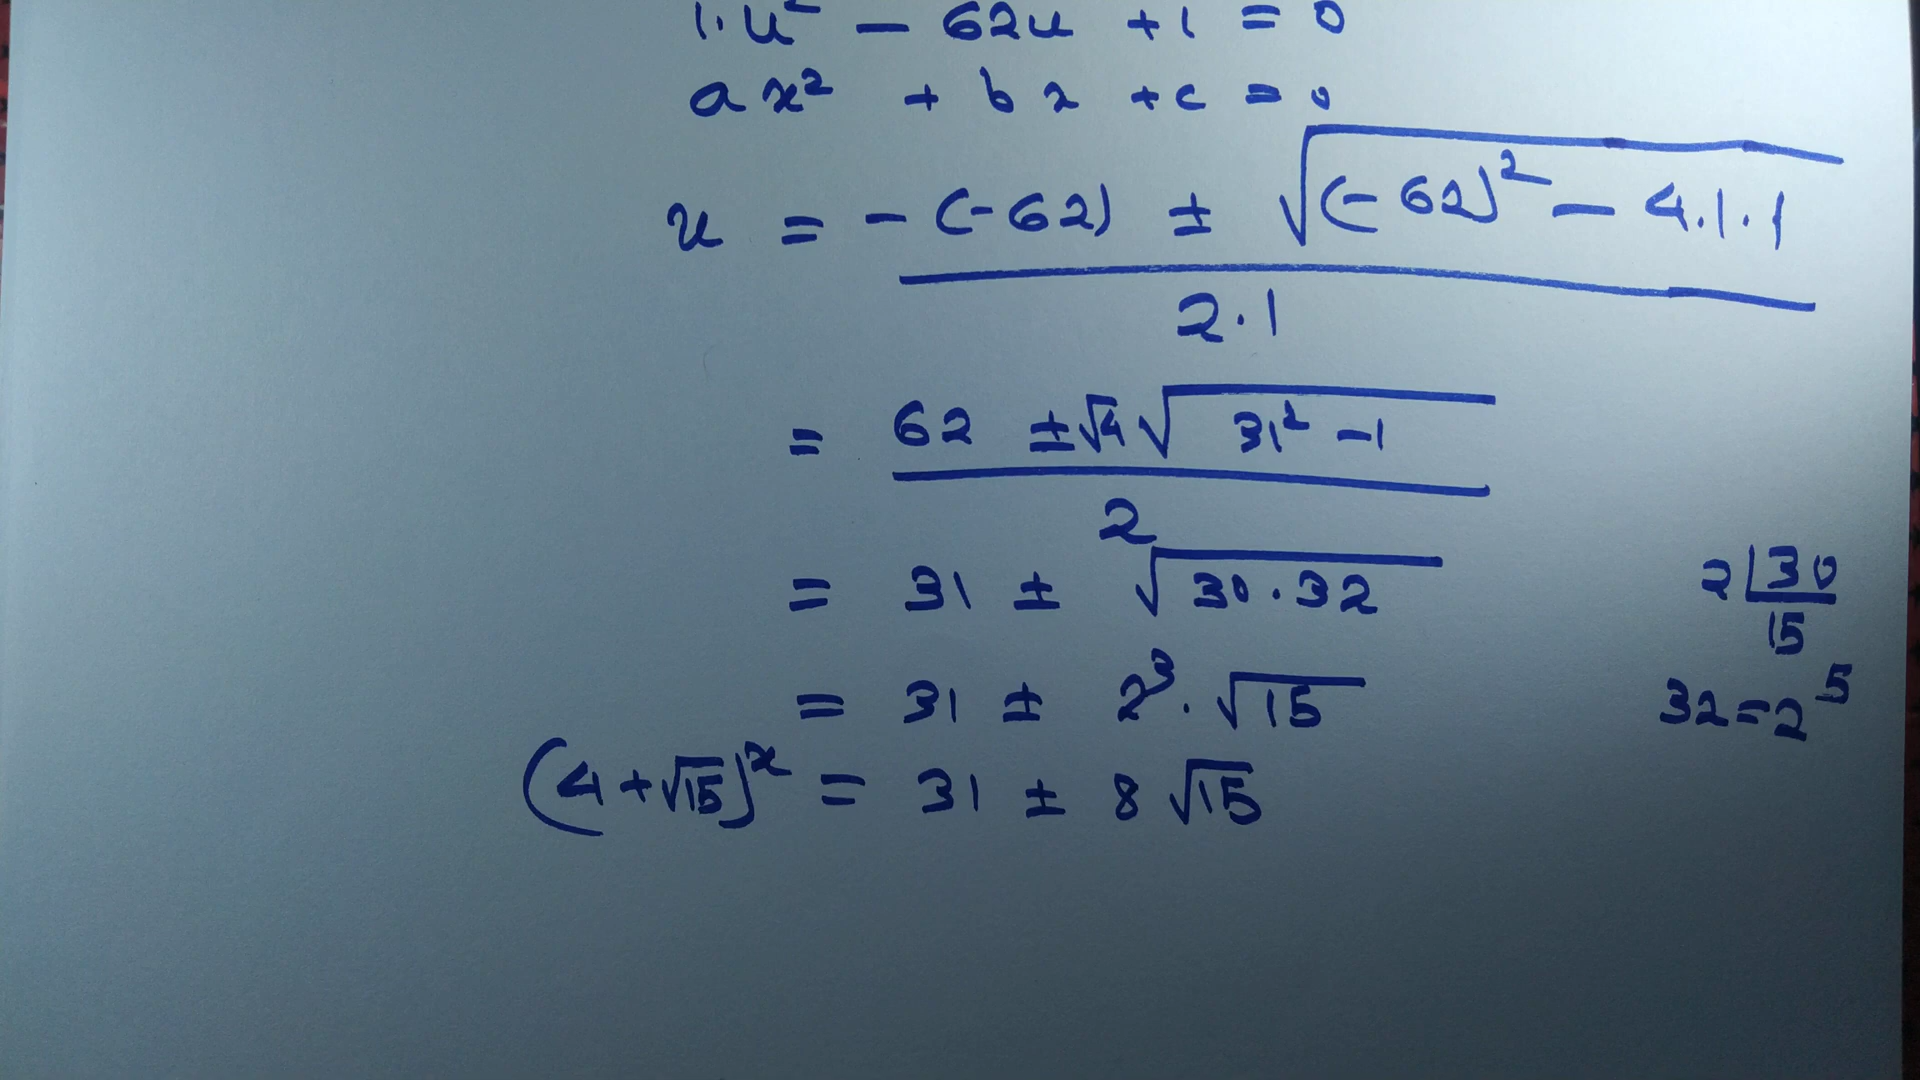 1·u² − 62u + 1 = 0
ax² + bx + c = 0
u = −(−62) ± √((−62)² − 4·1·1)
2·1
= 62 ± √4 √(31² − 1)
2
= 31 ± √(30·32)
2 | 30
15
= 31 ± 2³·√15
32 = 2⁵
(4 + √15)ˣ = 31 ± 8√15